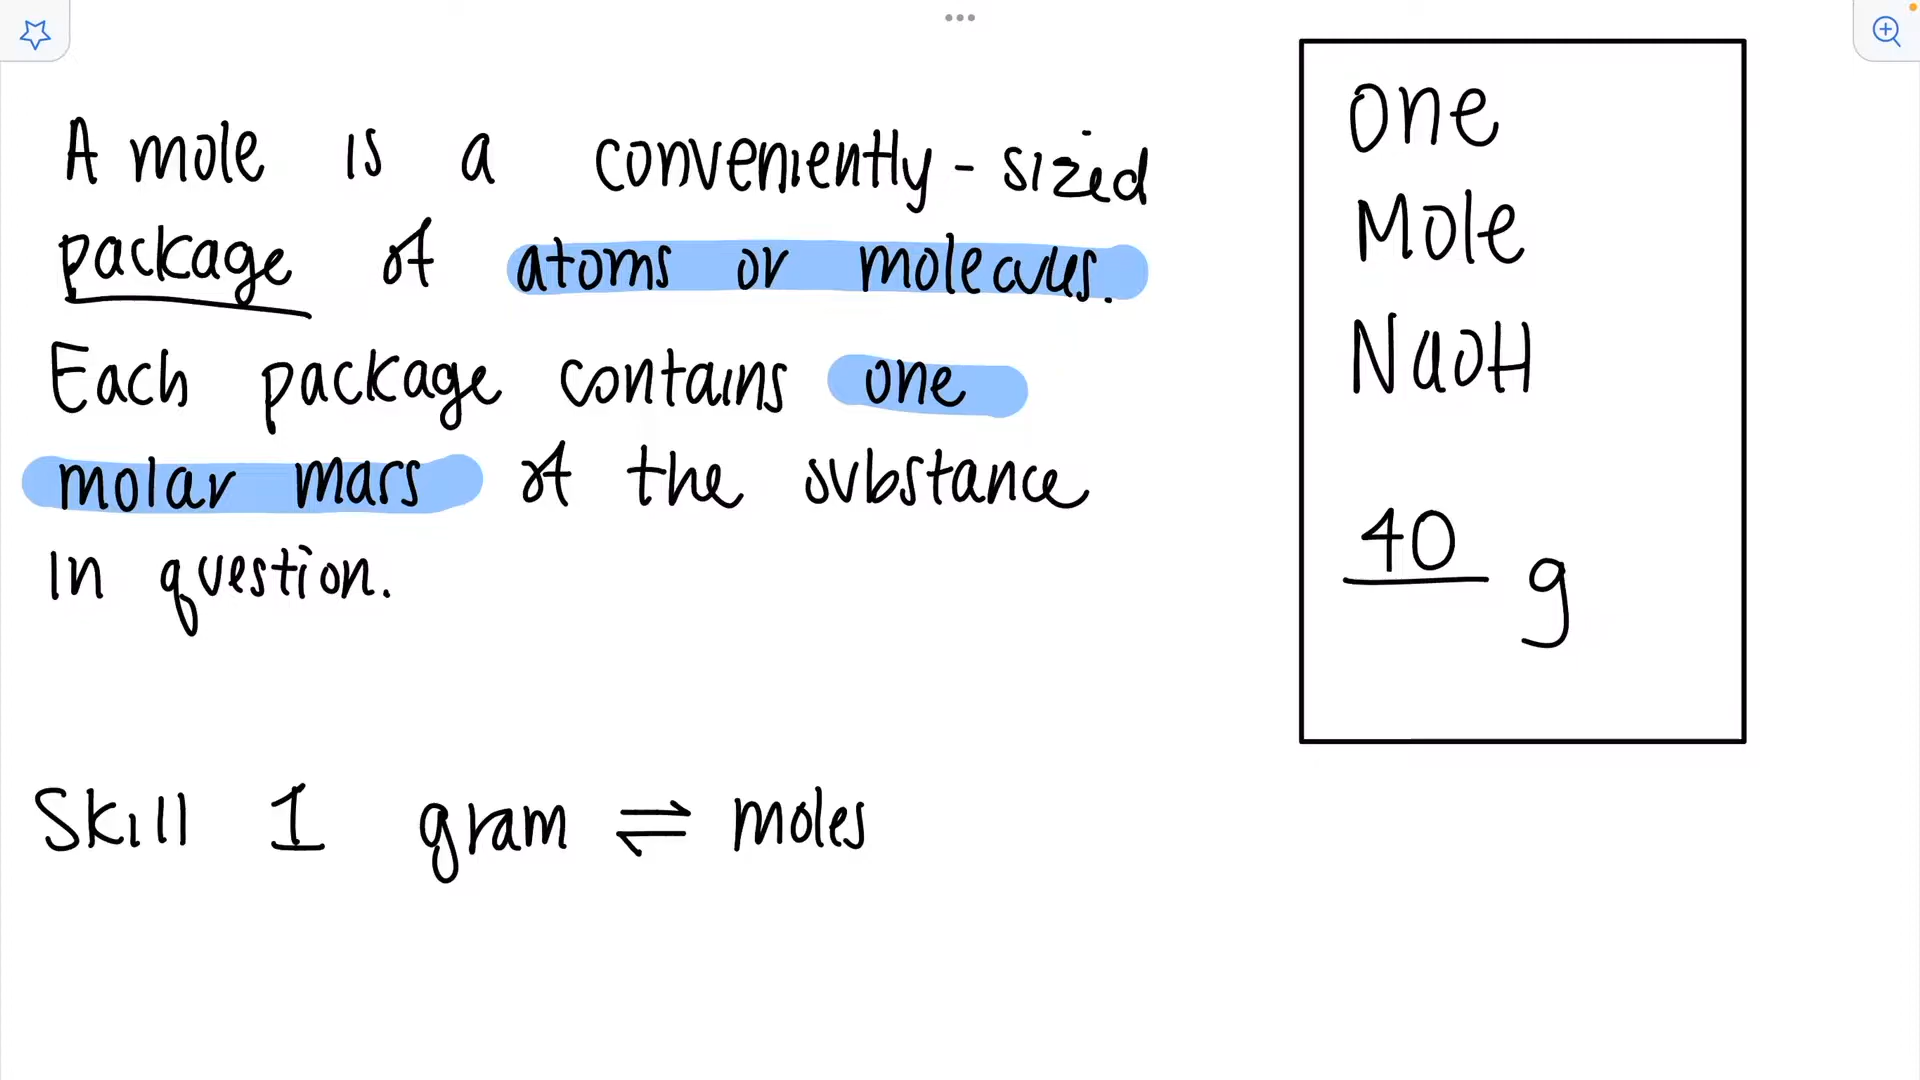 A mole is a conveniently-sized
package of atoms or molecules.
Each package contains one
molar mass of the substance
in question.
one
Mole
NaOH
40 g
Skill 1 gram ⇌ moles